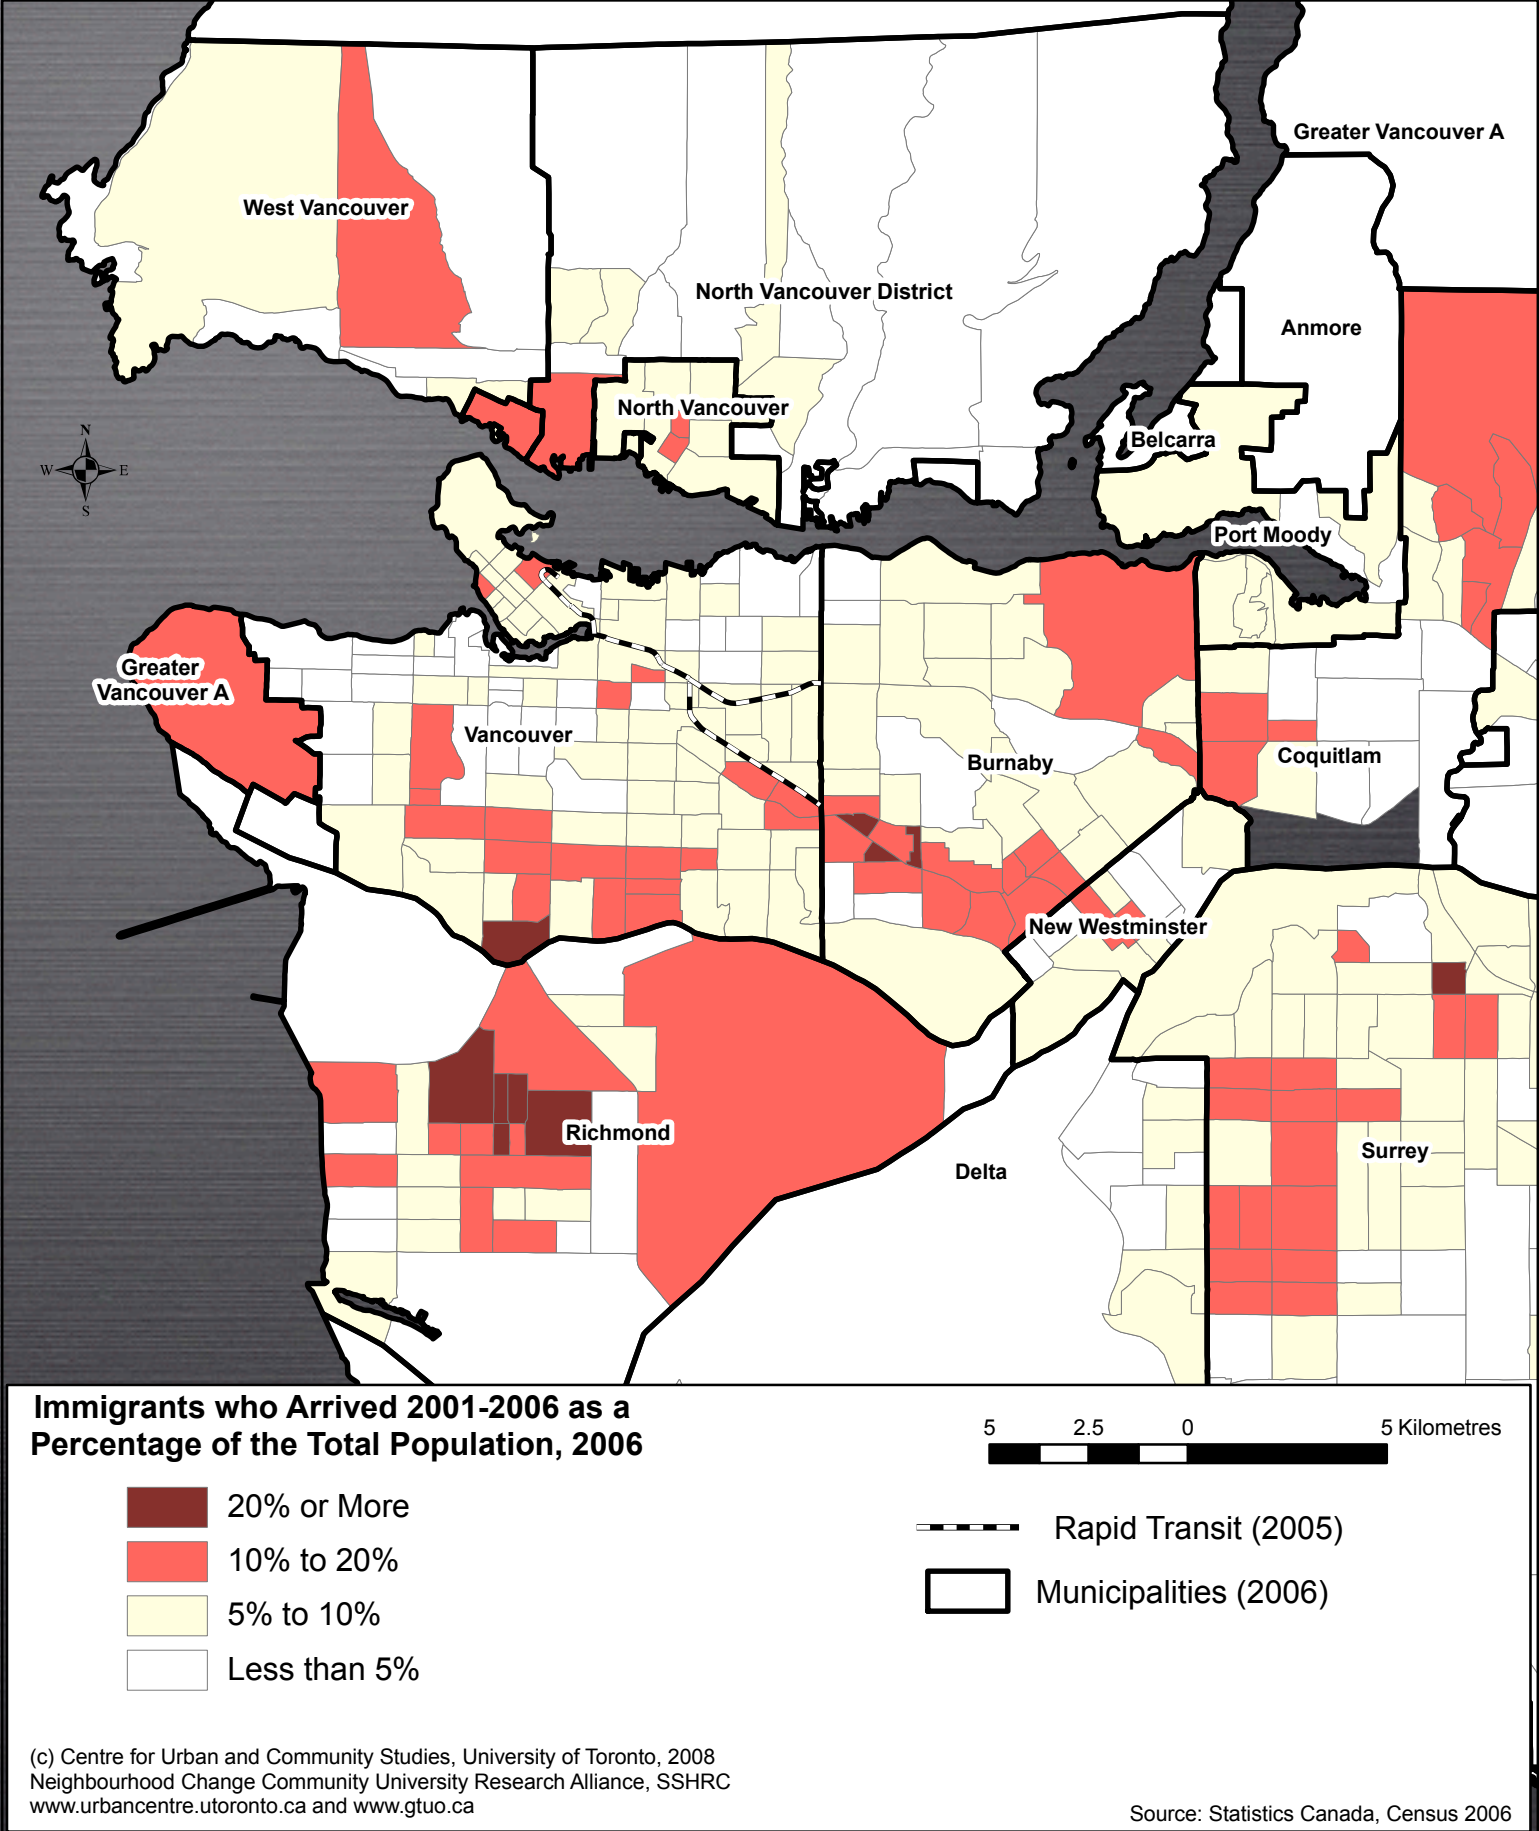 Greater Vancouver A
West Vancouver
North Vancouver District
Anmore
North Vancouver
Belcarra
N
W
E
S
Port Moody
Greater
Vancouver A
Vancouver
Burnaby
Coquitlam
New Westminster
Richmond
Surrey
Delta
Immigrants who Arrived 2001-2006 as a
Percentage of the Total Population, 2006
20% or More
10% to 20%
5% to 10%
Less than 5%
5 2.5 0 5 Kilometres
Rapid Transit (2005)
Municipalities (2006)
(c) Centre for Urban and Community Studies, University of Toronto, 2008
Neighbourhood Change Community University Research Alliance, SSHRC
www.urbancentre.utoronto.ca and www.gtuo.ca
Source: Statistics Canada, Census 2006